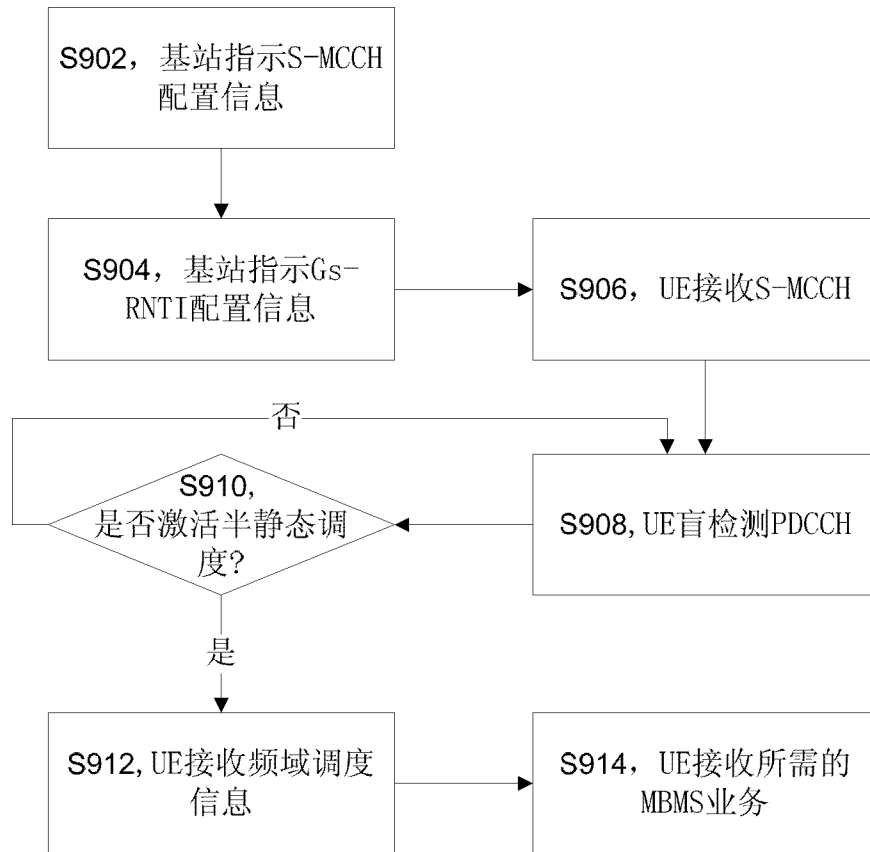 S902，基站指示S-MCCH
配置信息
S904，基站指示Gs-
RNTI配置信息
S906，UE接收S-MCCH
否
S910,
是否激活半静态调
度?
S908,UE盲检测PDCCH
是
S912,UE接收频域调度
信息
S914，UE接收所需的
MBMS业务